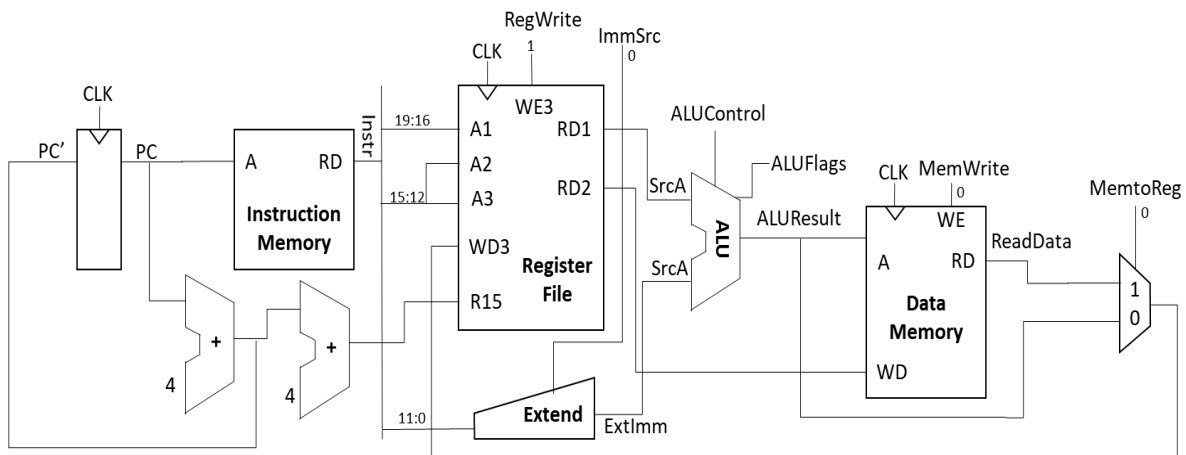 RegWrite
1
ImmSrc
0
CLK
CLK
WE3
ALUControl
PC'
PC
A
RD
Instruction
Memory
Instr
19:16
15:12
11:0
A1
A2
A3
WD3
R15
RD1
RD2
Register
File
SrcA
SrcA
ALU
ALUFlags
ALUResult
CLK
MemWrite
0
WE
A
RD
Data
Memory
WD
ReadData
MemtoReg
0
1
0
+
4
+
4
Extend
ExtImm